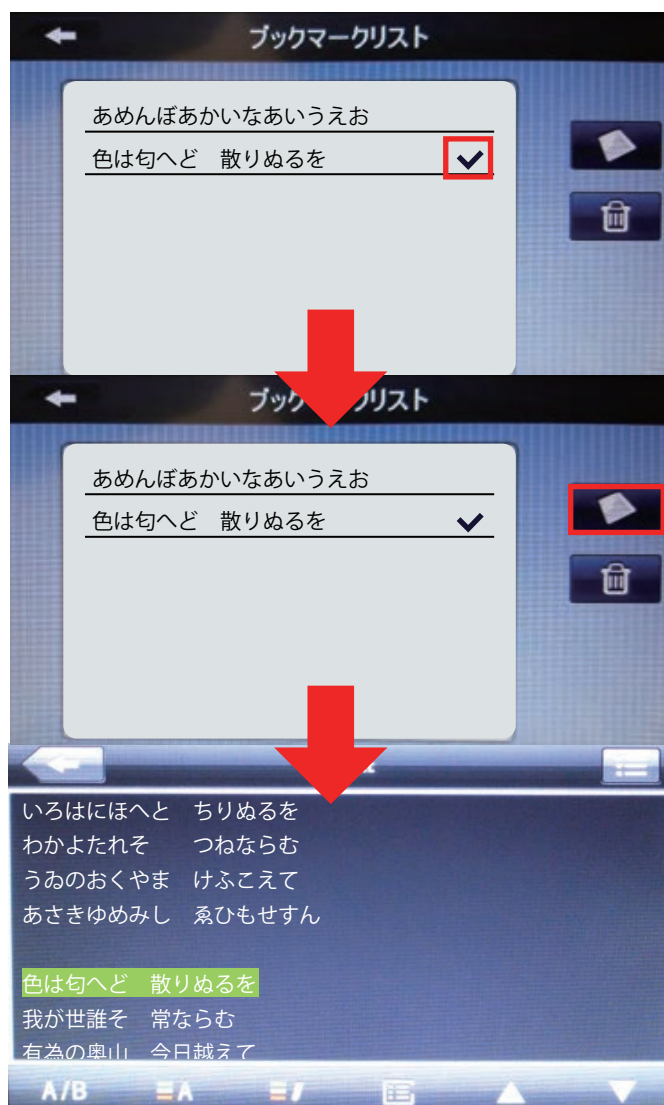 ブックマークリスト
あめんぼあかいなあいうえお
色は匂へど　散りぬるを
ブック
クリスト
あめんぼあかいなあいうえお
色は匂へど　散りぬるを
いろはにほへと　ちりぬるを
わかよたれそ　　つねならむ
うゐのおくやま　けふこえて
あさきゆめみし　ゑひもせすん
色は匂へど　散りぬるを
我が世誰そ　常ならむ
有為の奥山　今日越えて
A/B
A